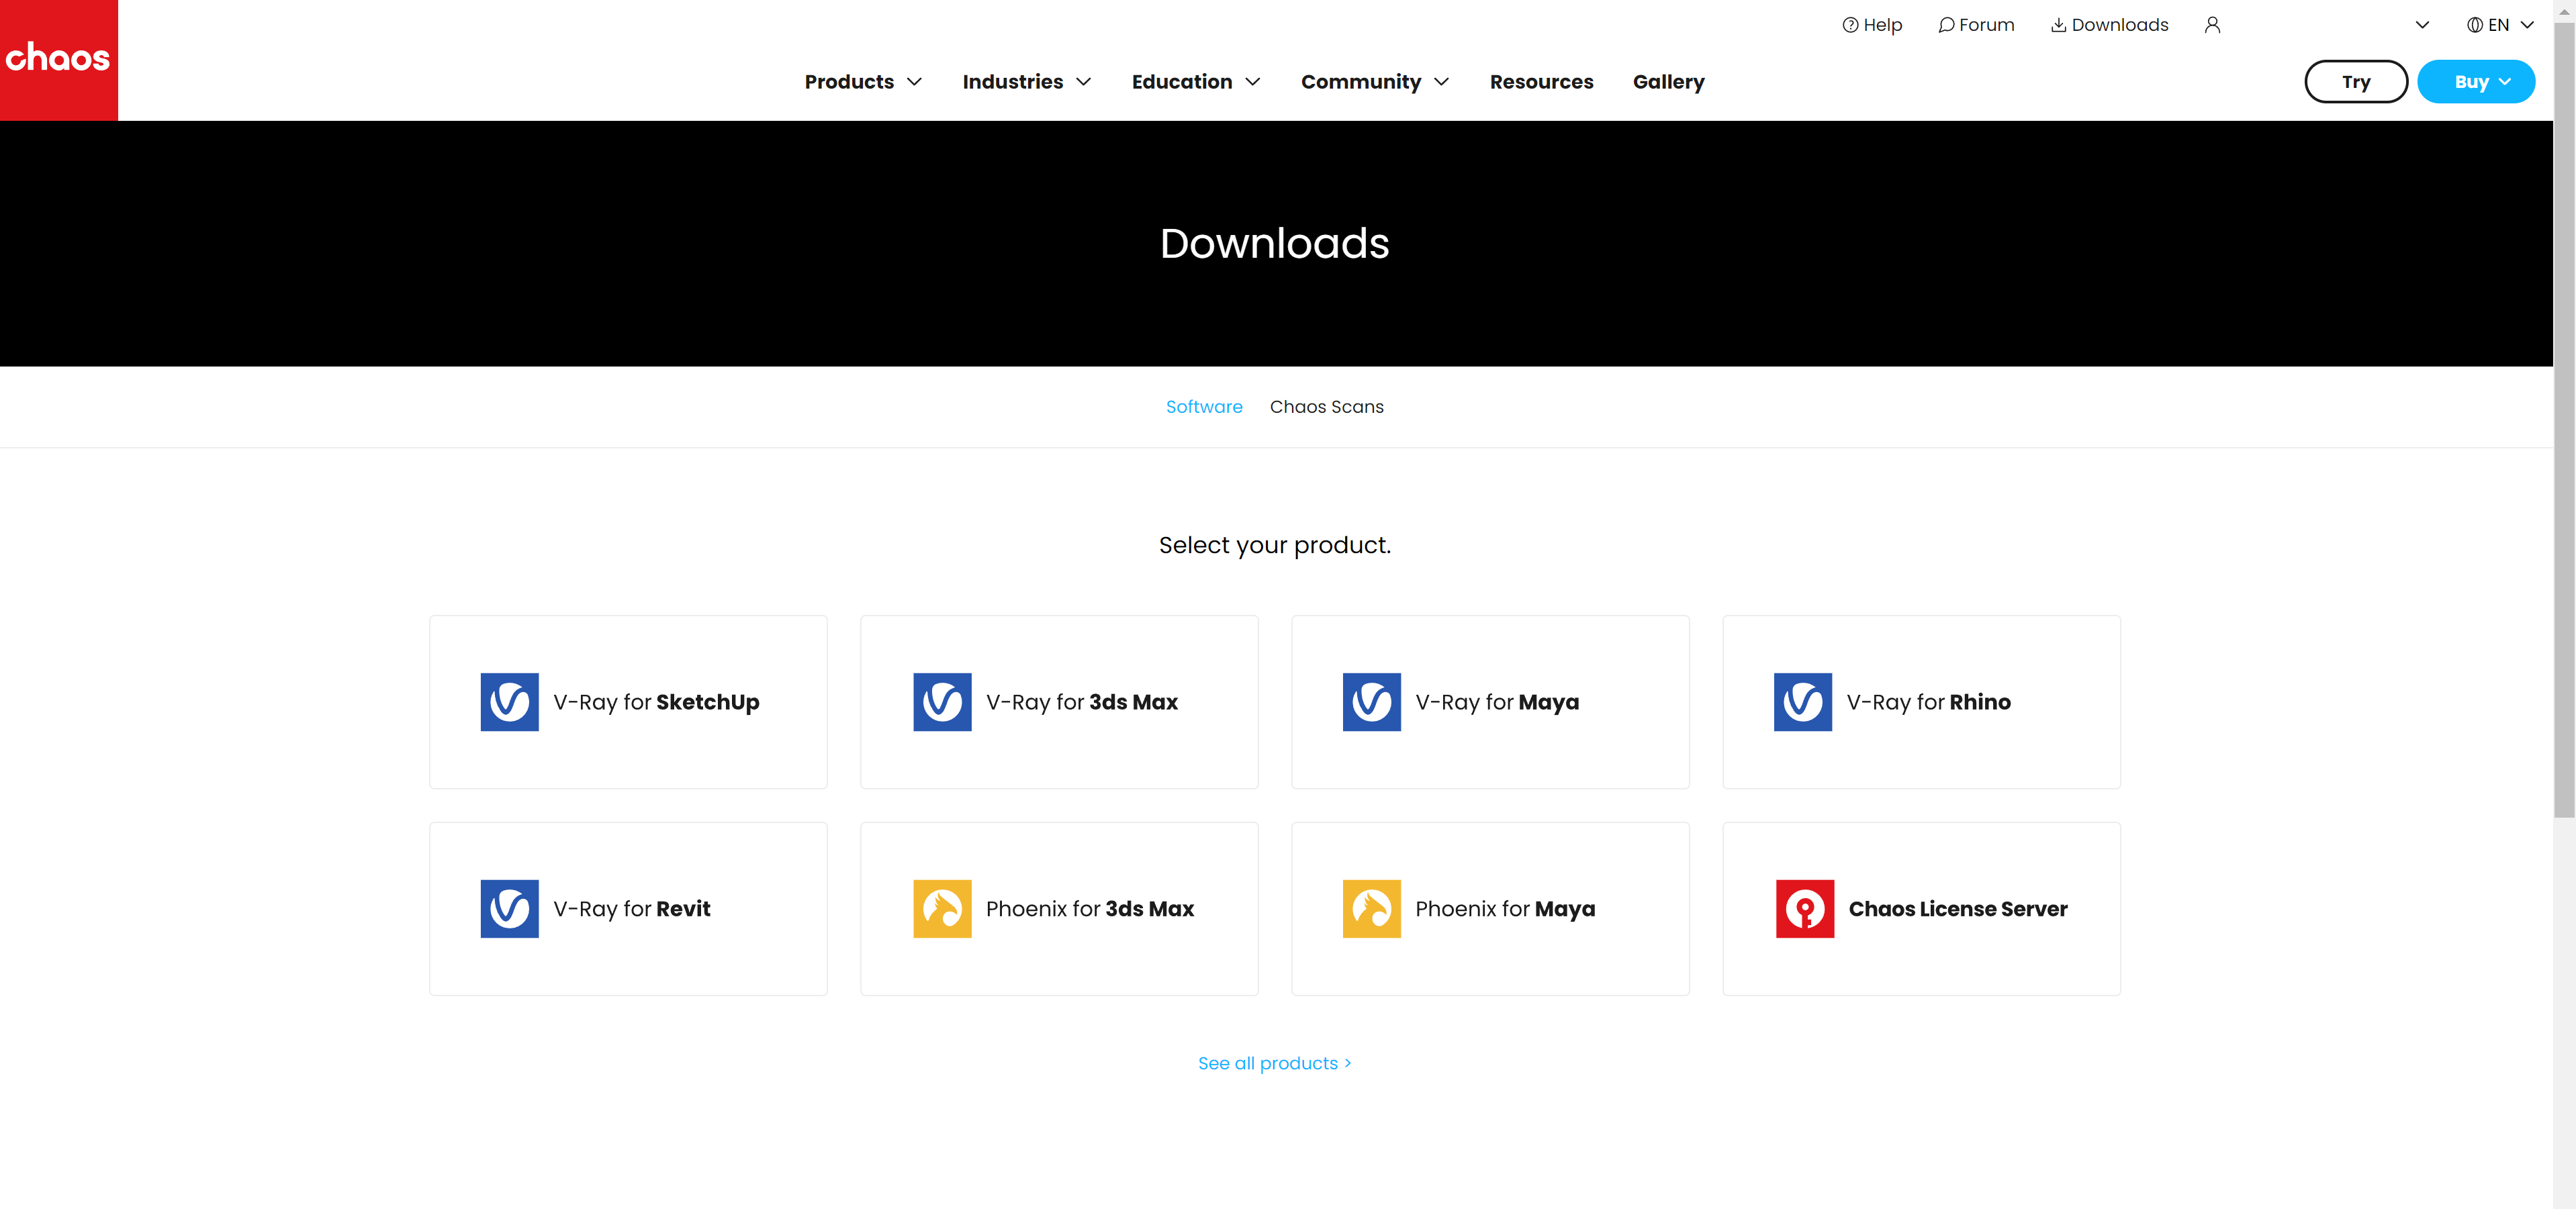 chaos
Help Forum Downloads EN
Products Industries Education Community Resources Gallery Try Buy
Downloads
Software Chaos Scans
Select your product.
V-Ray for SketchUp V-Ray for 3ds Max V-Ray for Maya V-Ray for Rhino
V-Ray for Revit Phoenix for 3ds Max Phoenix for Maya Chaos License Server
See all products >